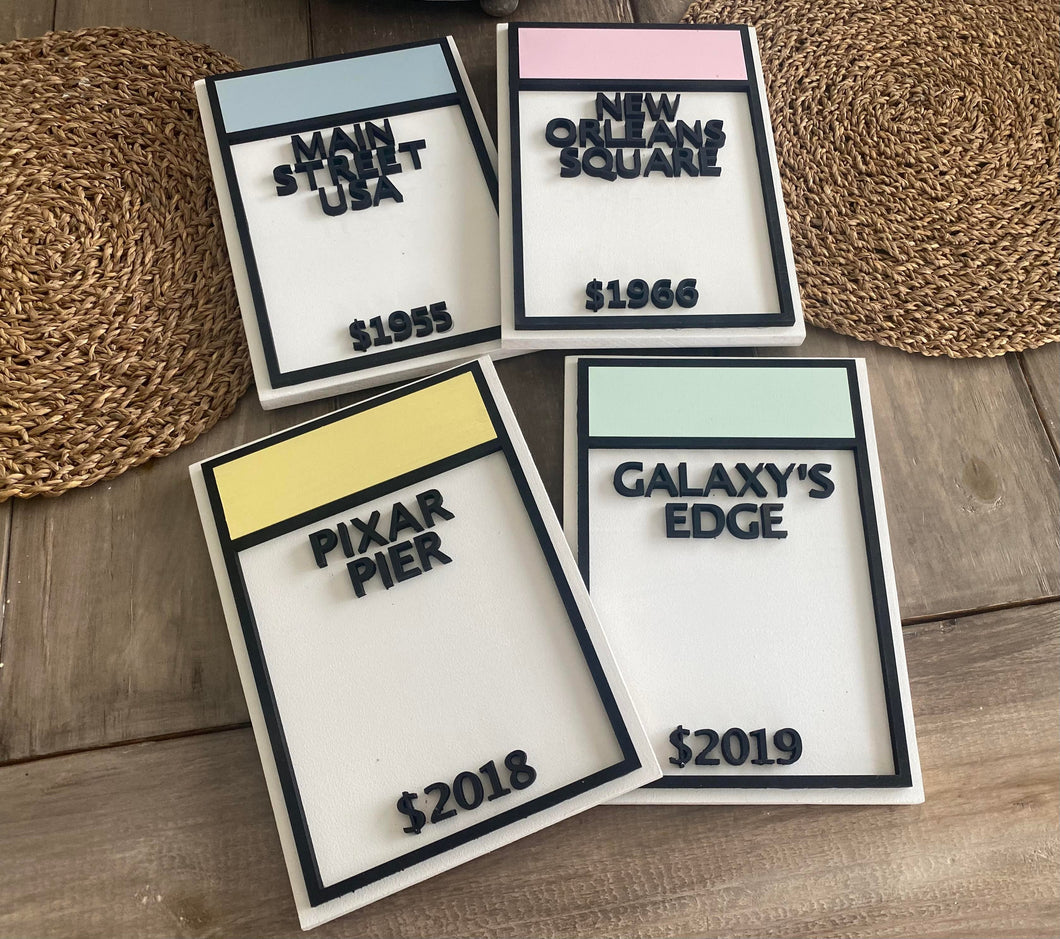 MAIN
STREET
USA
$1955
NEW
ORLEANS
SQUARE
$1966
PIXAR
PIER
$2018
GALAXY'S
EDGE
$2019